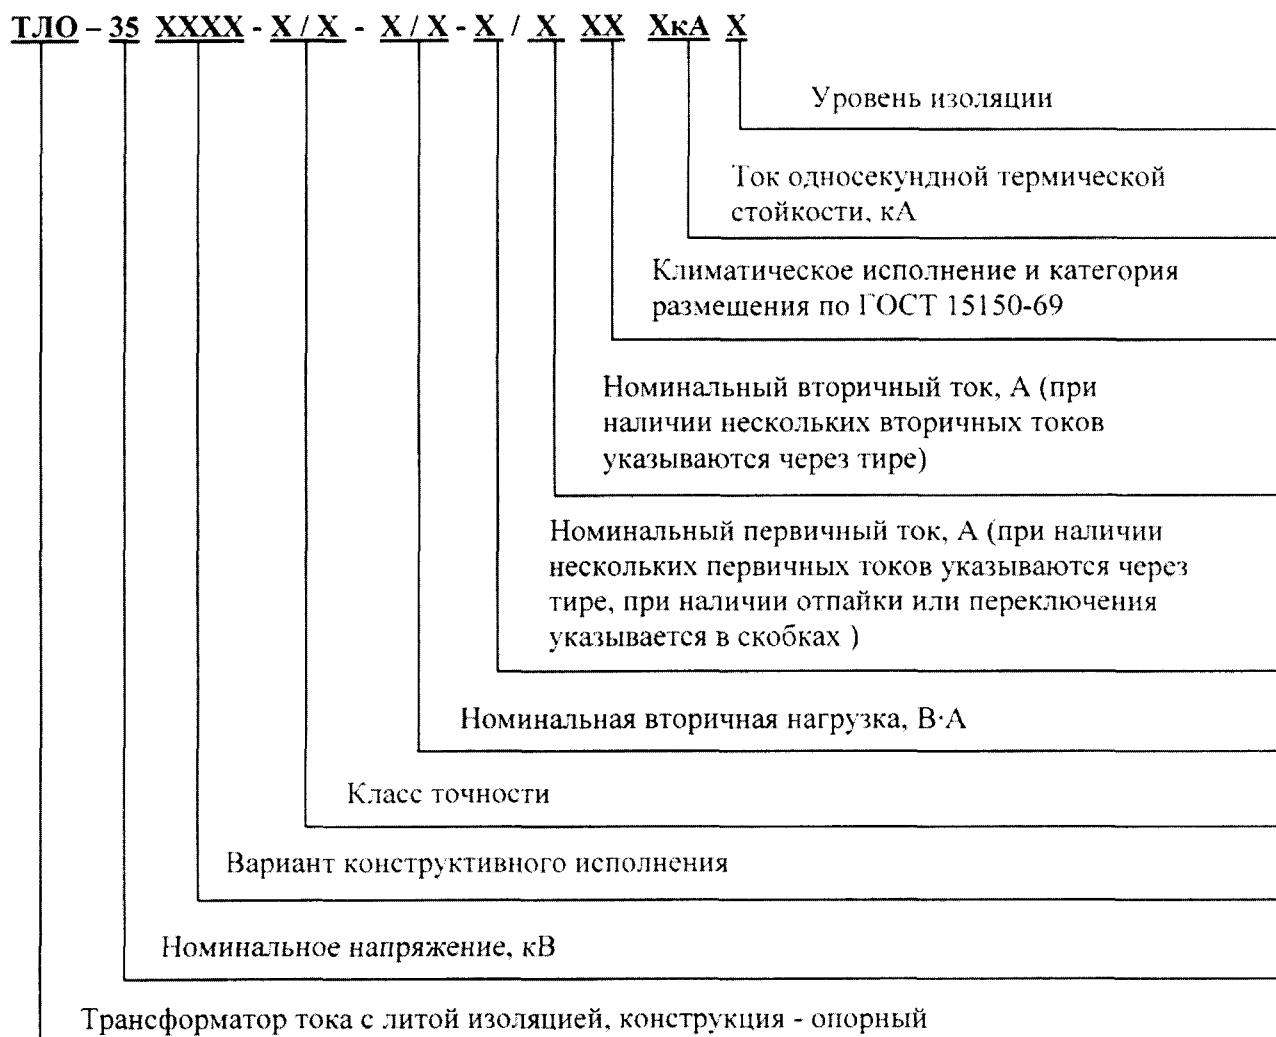 ТЛО – 35 ХХХХ - Х / Х - Х / Х - Х / Х ХХ ХкА Х
Уровень изоляции
Ток односекундной термической
стойкости, кА
Климатическое исполнение и категория
размещения по ГОСТ 15150-69
Номинальный вторичный ток, А (при
наличии нескольких вторичных токов
указываются через тире)
Номинальный первичный ток, А (при наличии
нескольких первичных токов указываются через
тире, при наличии отпайки или переключения
указывается в скобках )
Номинальная вторичная нагрузка, В·А
Класс точности
Вариант конструктивного исполнения
Номинальное напряжение, кВ
Трансформатор тока с литой изоляцией, конструкция - опорный